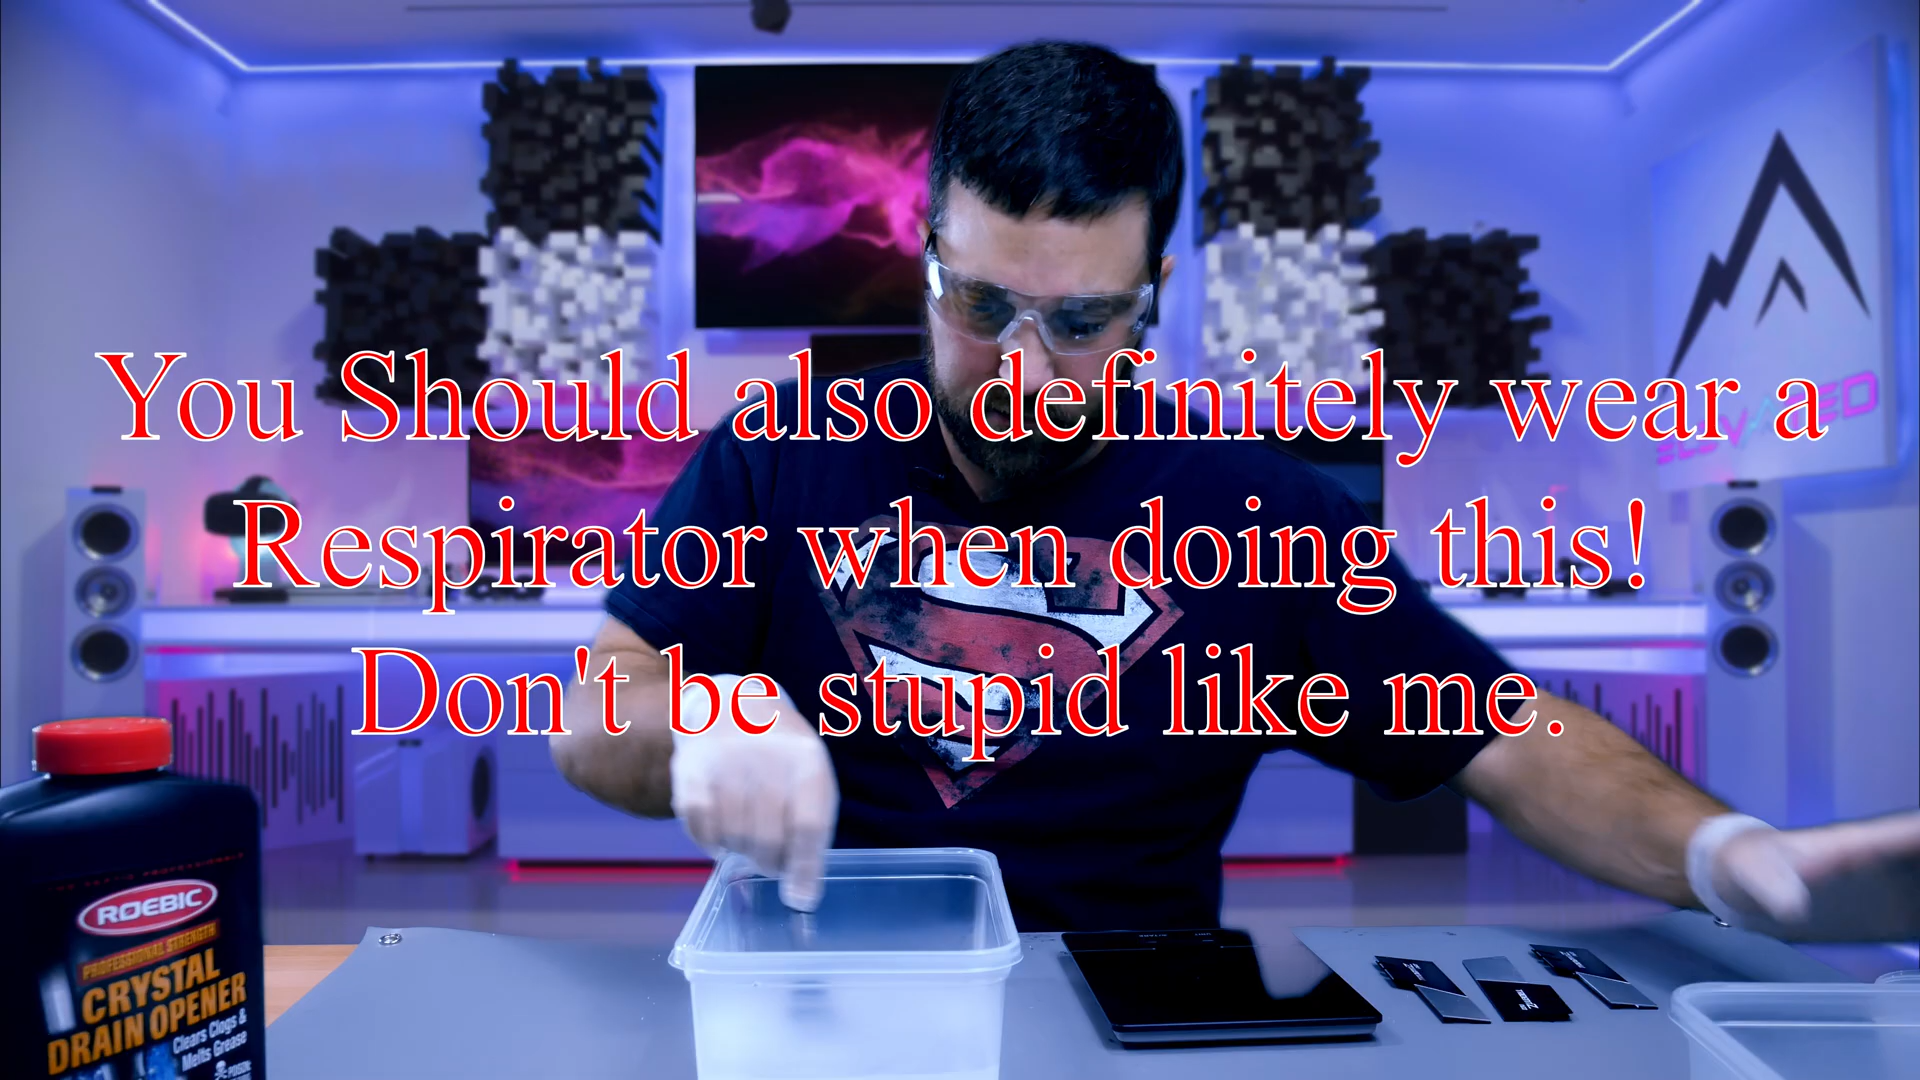 You Should also definitely wear a
Respirator when doing this!
Don't be stupid like me.
ROEBIC
PROFESSIONAL STRENGTH
CRYSTAL
DRAIN OPENER
Clears Clogs &
Melts Grease
POISON